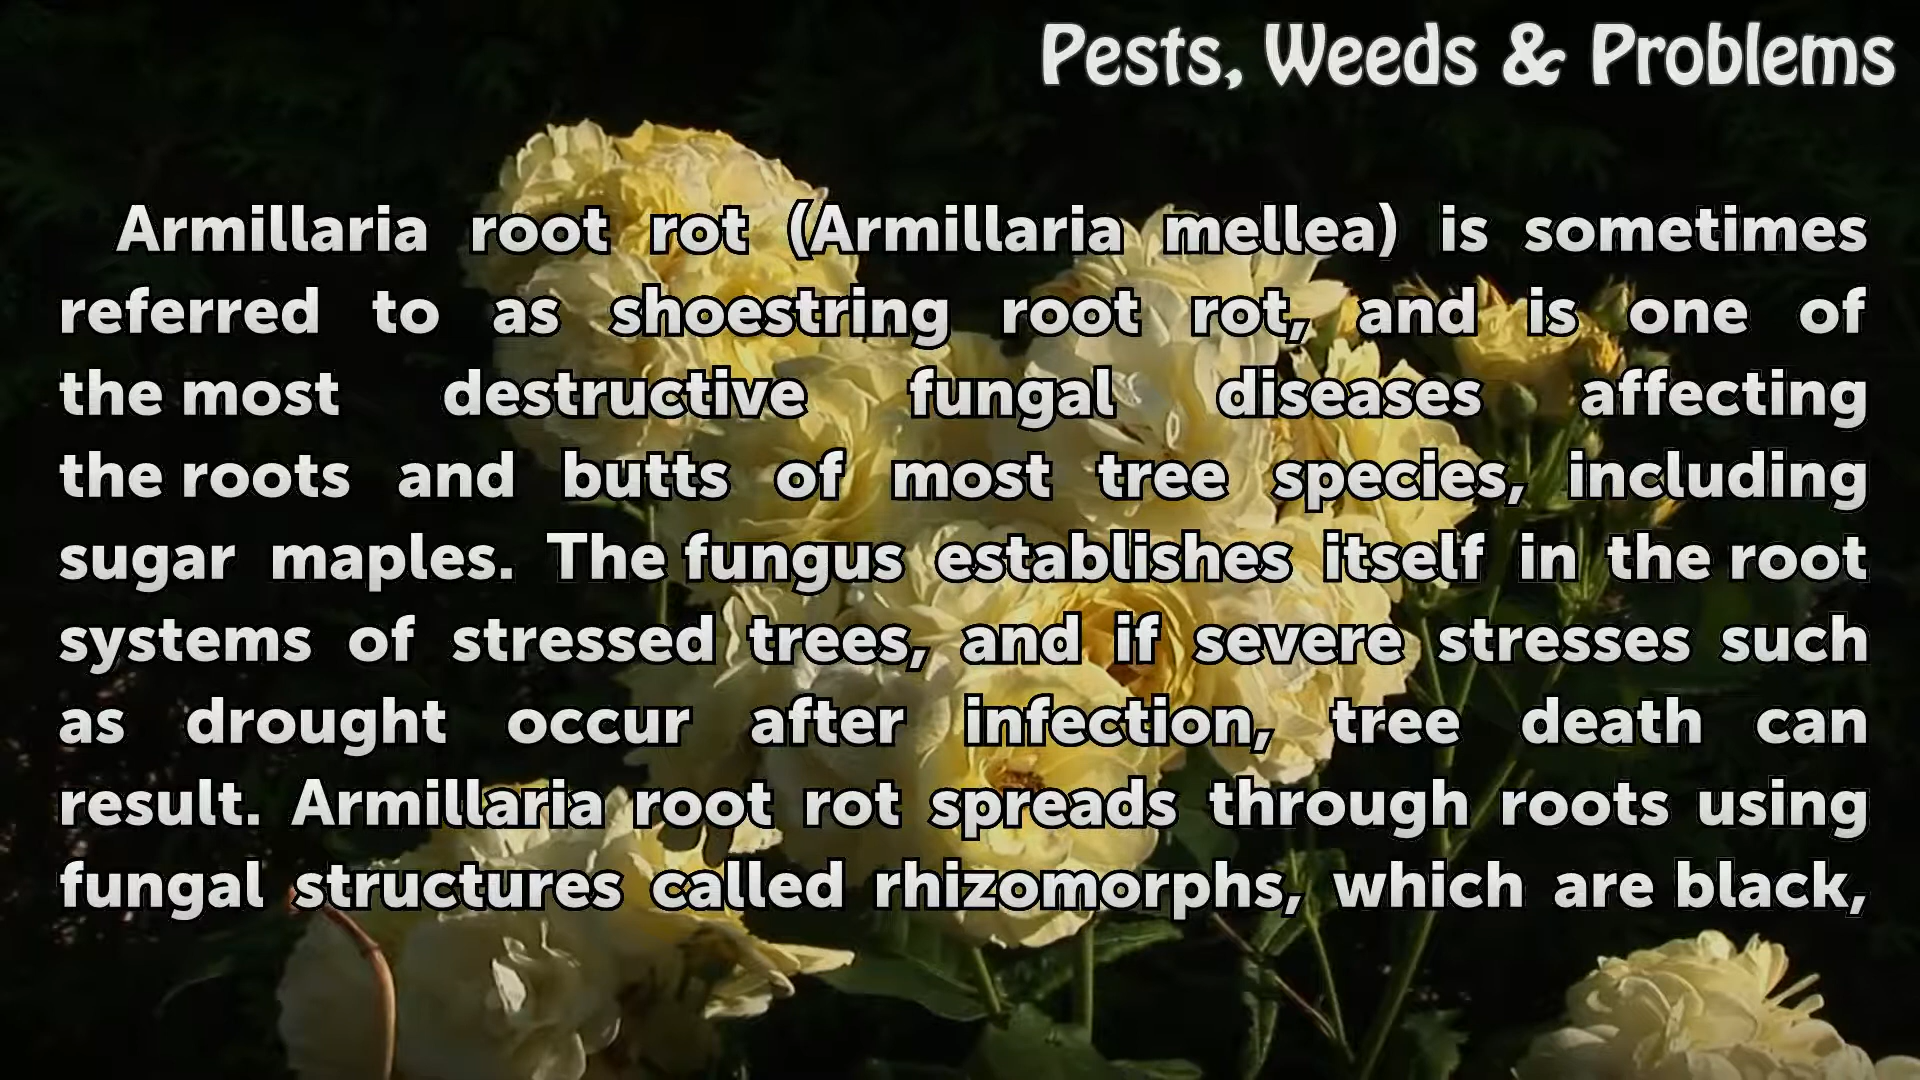 Pests, Weeds & Problems
Armillaria root rot (Armillaria mellea) is sometimes
referred to as shoestring root rot, and is one of
the most destructive fungal diseases affecting
the roots and butts of most tree species, including
sugar maples. The fungus establishes itself in the root
systems of stressed trees, and if severe stresses such
as drought occur after infection, tree death can
result. Armillaria root rot spreads through roots using
fungal structures called rhizomorphs, which are black,